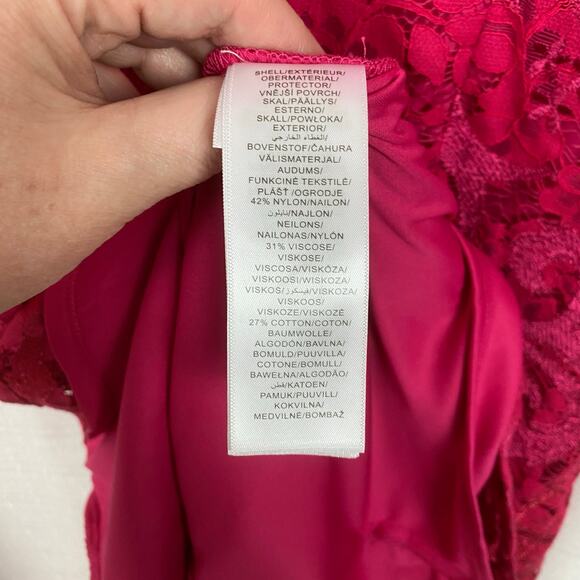 SHELL/EXTÉRIEUR/
OBERMATERIAL/
PROTECTOR/
VNĚJŠÍ POVRCH/
SKAL/PÄÄLLYS/
ESTERNO/
SKALL/POWŁOKA/
EXTERIOR/
الغطاء الخارجي/
BOVENSTOF/ČAHURA
VÄLISMATERJAL/
AUDUMS/
FUNKCINĖ TEKSTILĖ/
PLÁŠŤ/OGRODJE
42% NYLON/NAILON/
نايلون/NAJLON/
NEILONS/
NAILONAS/NYLÓN
31% VISCOSE/
VISKOSE/
VISCOSA/VISKÓZA/
VISKOOSI/WISKOZA/
VISKOS/فيسكوز/VISKOZA/
VISKOOS/
VISKOZE/VISKOZĖ
27% COTTON/COTON/
BAUMWOLLE/
ALGODÓN/BAVLNA/
BOMULD/PUUVILLA/
COTONE/BOMULL/
BAWEŁNA/ALGODÃO/
قطن/KATOEN/
PAMUK/PUUVILL/
KOKVILNA/
MEDVILNĖ/BOMBAŽ